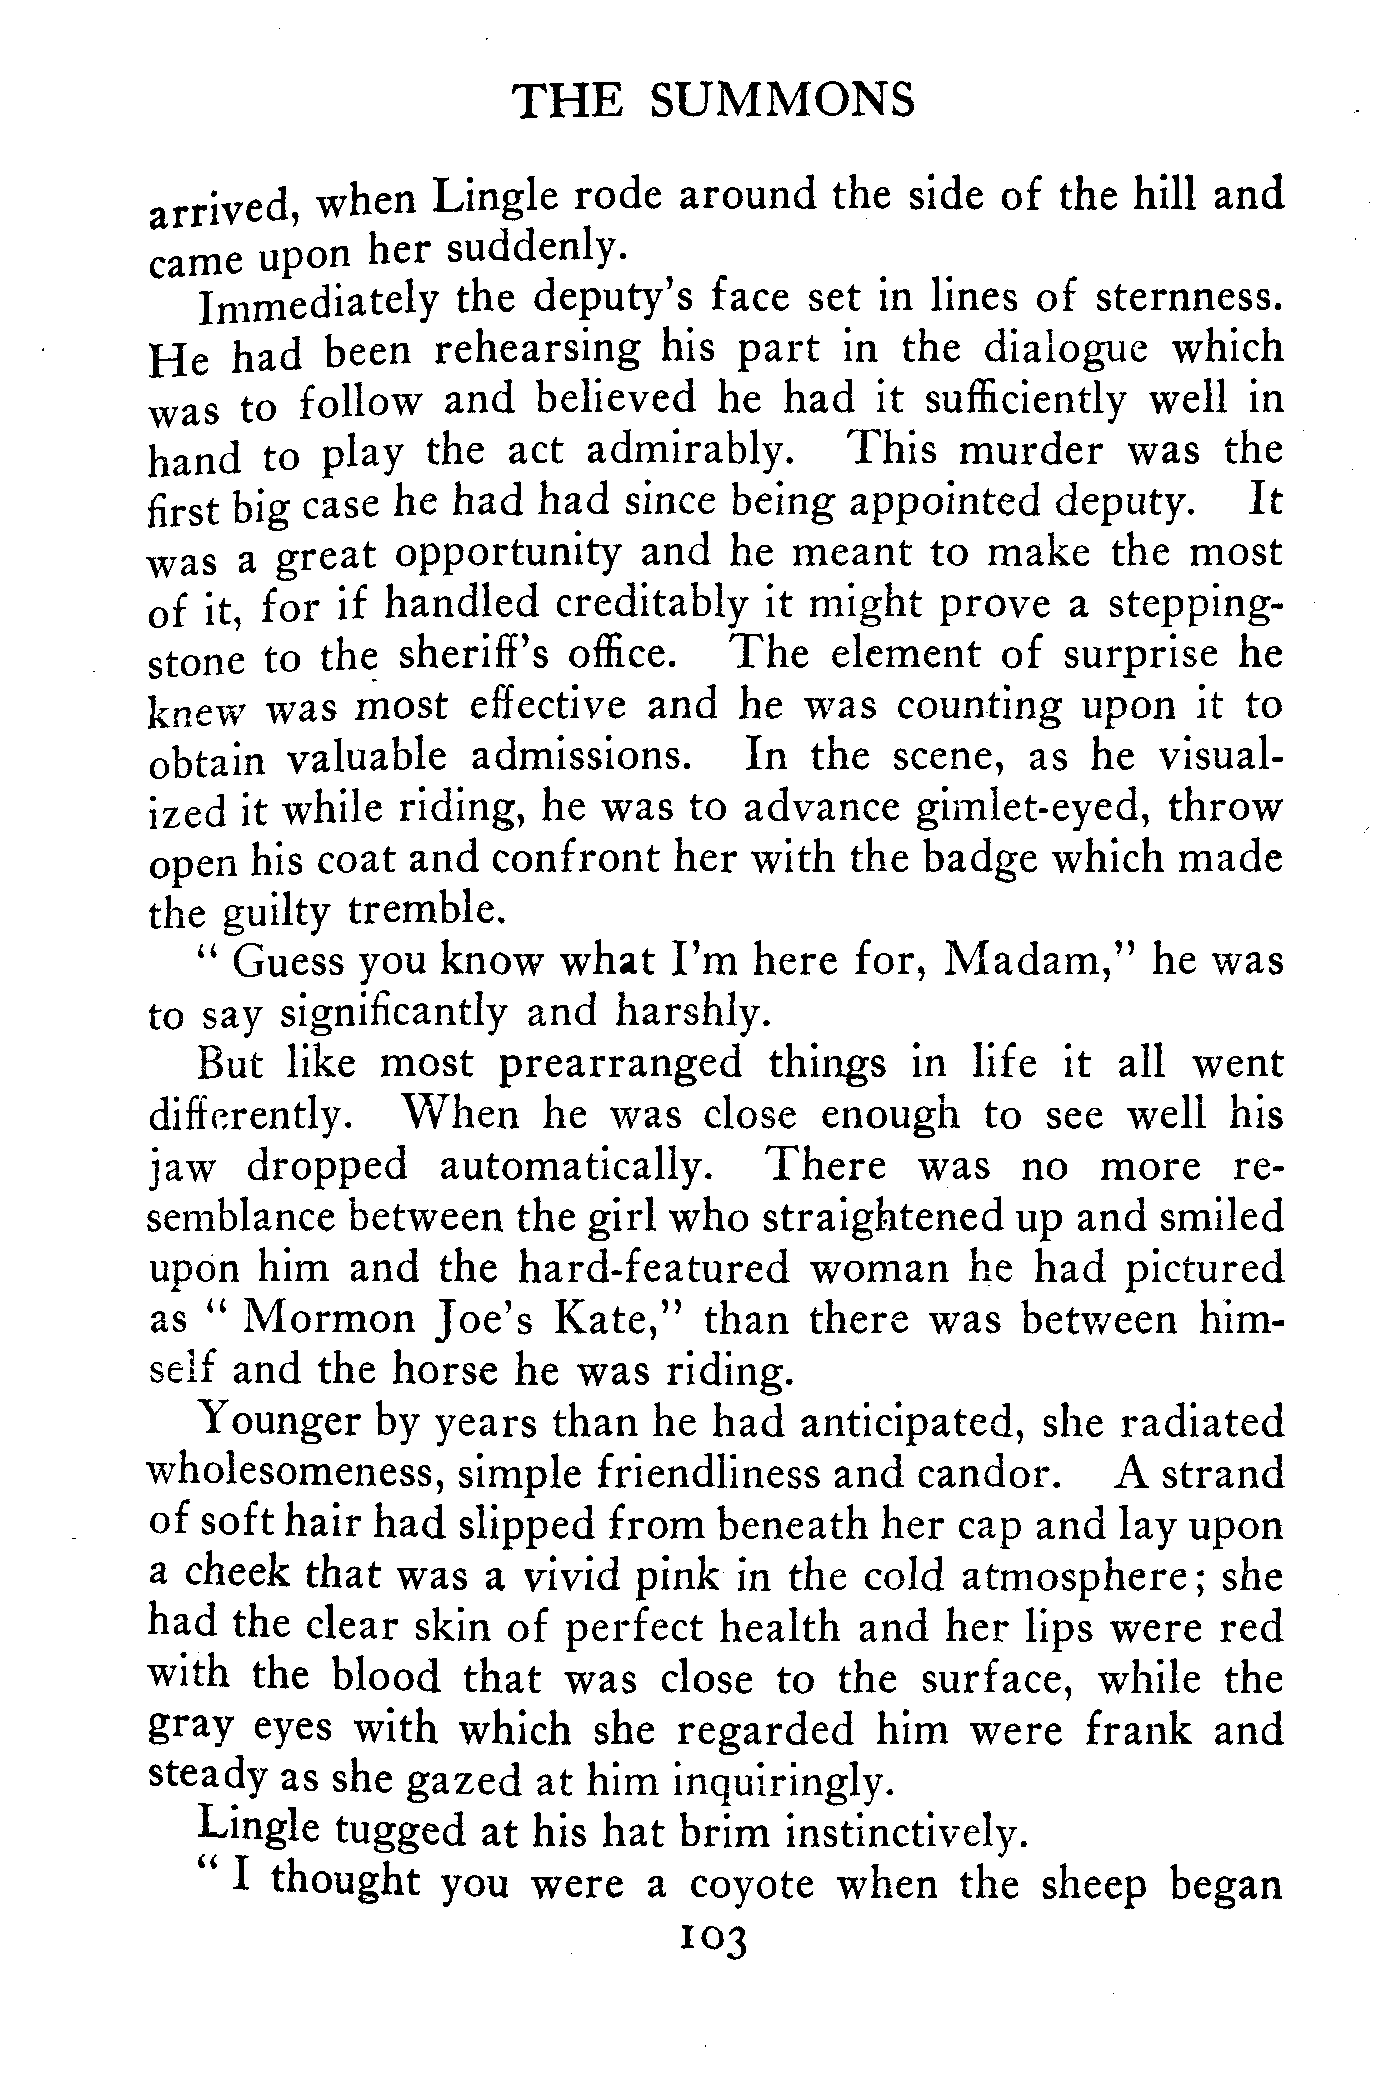 THE SUMMONS
arrived, when Lingle rode around the side of the hill and
came upon her suddenly.
Immediately the deputy's face set in lines of sternness.
He had been rehearsing his part in the dialogue which
was to follow and believed he had it sufficiently well in
hand to play the act admirably. This murder was the
first big case he had had since being appointed deputy. It
was a great opportunity and he meant to make the most
of it, for if handled creditably it might prove a stepping-
stone to the sheriff's office. The element of surprise he
knew was most effective and he was counting upon it to
obtain valuable admissions. In the scene, as he visual-
ized it while riding, he was to advance gimlet-eyed, throw
open his coat and confront her with the badge which made
the guilty tremble.
" Guess you know what I'm here for, Madam," he was
to say significantly and harshly.
But like most prearranged things in life it all went
differently. When he was close enough to see well his
jaw dropped automatically. There was no more re-
semblance between the girl who straightened up and smiled
upon him and the hard-featured woman he had pictured
as " Mormon Joe's Kate," than there was between him-
self and the horse he was riding.
Younger by years than he had anticipated, she radiated
wholesomeness, simple friendliness and candor. A strand
of soft hair had slipped from beneath her cap and lay upon
a cheek that was a vivid pink in the cold atmosphere; she
had the clear skin of perfect health and her lips were red
with the blood that was close to the surface, while the
gray eyes with which she regarded him were frank and
steady as she gazed at him inquiringly.
Lingle tugged at his hat brim instinctively.
" I thought you were a coyote when the sheep began
103